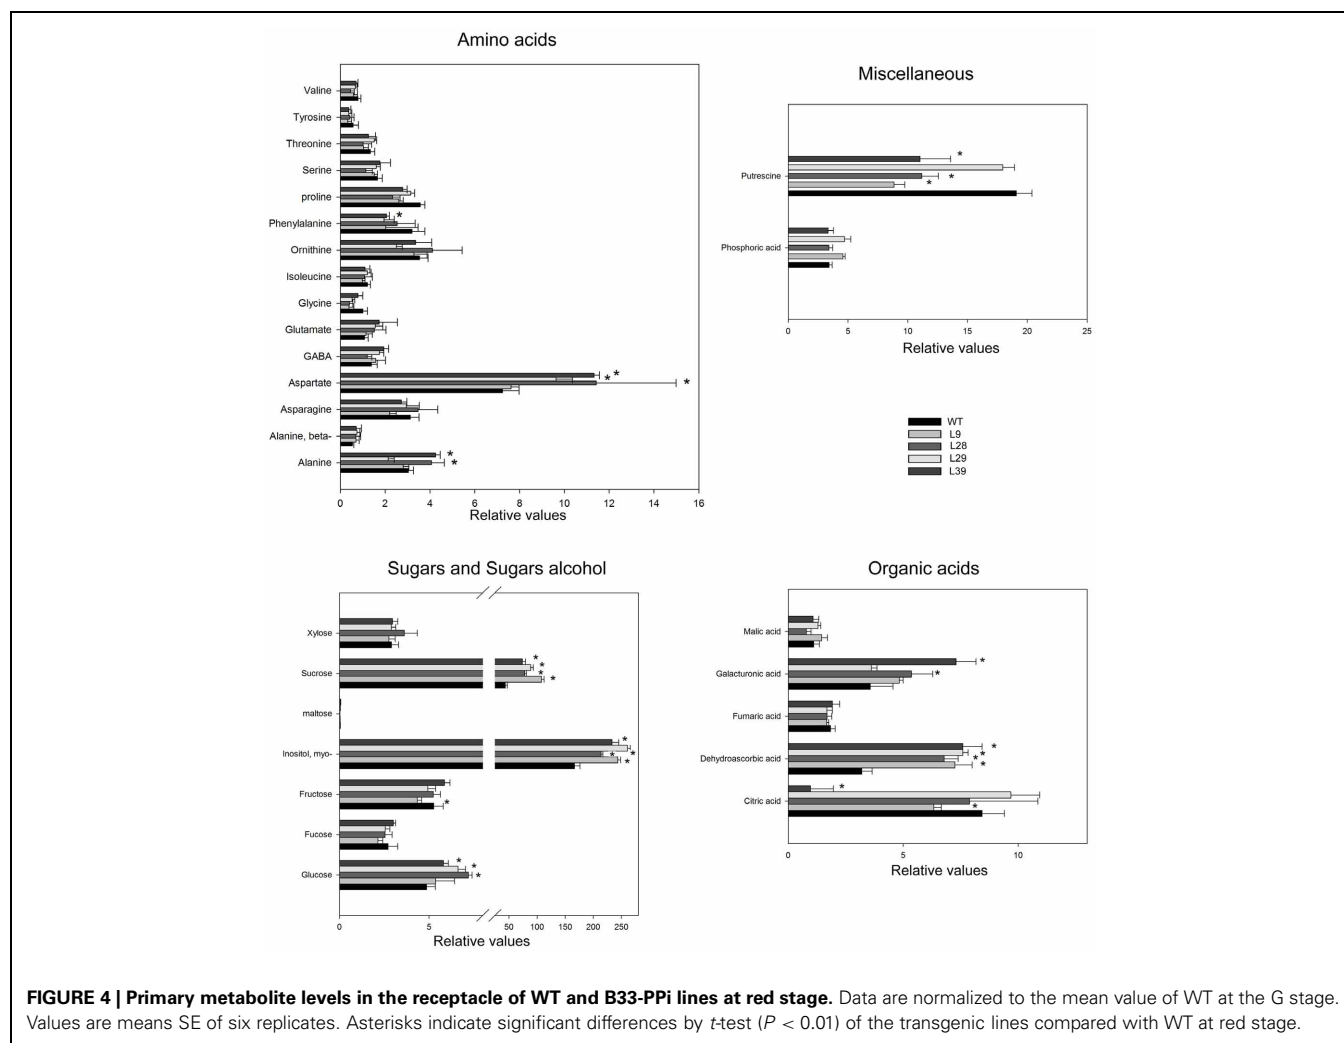 Amino acids
Valine
Tyrosine
Threonine
Serine
proline
Phenylalanine
Ornithine
Isoleucine
Glycine
Glutamate
GABA
Aspartate
Asparagine
Alanine, beta-
Alanine
*
*
*
*
*
*
0 2 4 6 8 10 12 14 16
Relative values
Miscellaneous
Putrescine
Phosphoric acid
*
*
*
0 5 10 15 20 25
Relative values
WT
L9
L28
L29
L39
Sugars and Sugars alcohol
Xylose
Sucrose
maltose
Inositol, myo-
Fructose
Fucose
Glucose
*
*
*
*
*
*
*
*
*
*
*
*
0 5 50 100 150 200 250
Relative values
Organic acids
Malic acid
Galacturonic acid
Fumaric acid
Dehydroascorbic acid
Citric acid
*
*
*
*
*
*
*
*
0 5 10
Relative values
FIGURE 4 | Primary metabolite levels in the receptacle of WT and B33-PPi lines at red stage. Data are normalized to the mean value of WT at the G stage.
Values are means SE of six replicates. Asterisks indicate significant differences by t-test (P < 0.01) of the transgenic lines compared with WT at red stage.